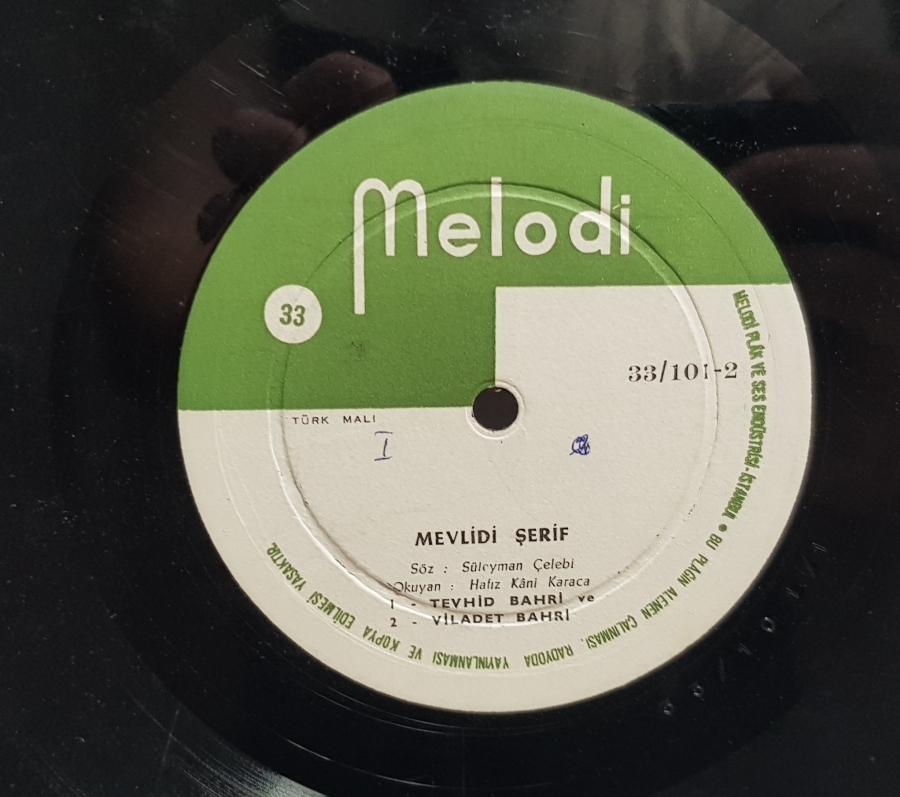 Melodi
33
33/101-2
TÜRK MALI
I
MEVLİDİ ŞERİF
Söz : Süleyman Çelebi
Okuyan : Hafız Kâni Karaca
1 - TEVHİD BAHRİ ve
2 - VİLADET BAHRİ
MELODİ PLÂK VE SES ENDÜSTRİSİ - İSTANBUL • BU PLAĞIN ALENEN ÇALINMASI, RADYODA YAYINLANMASI VE KOPYA EDİLMESİ YASAKTIR.